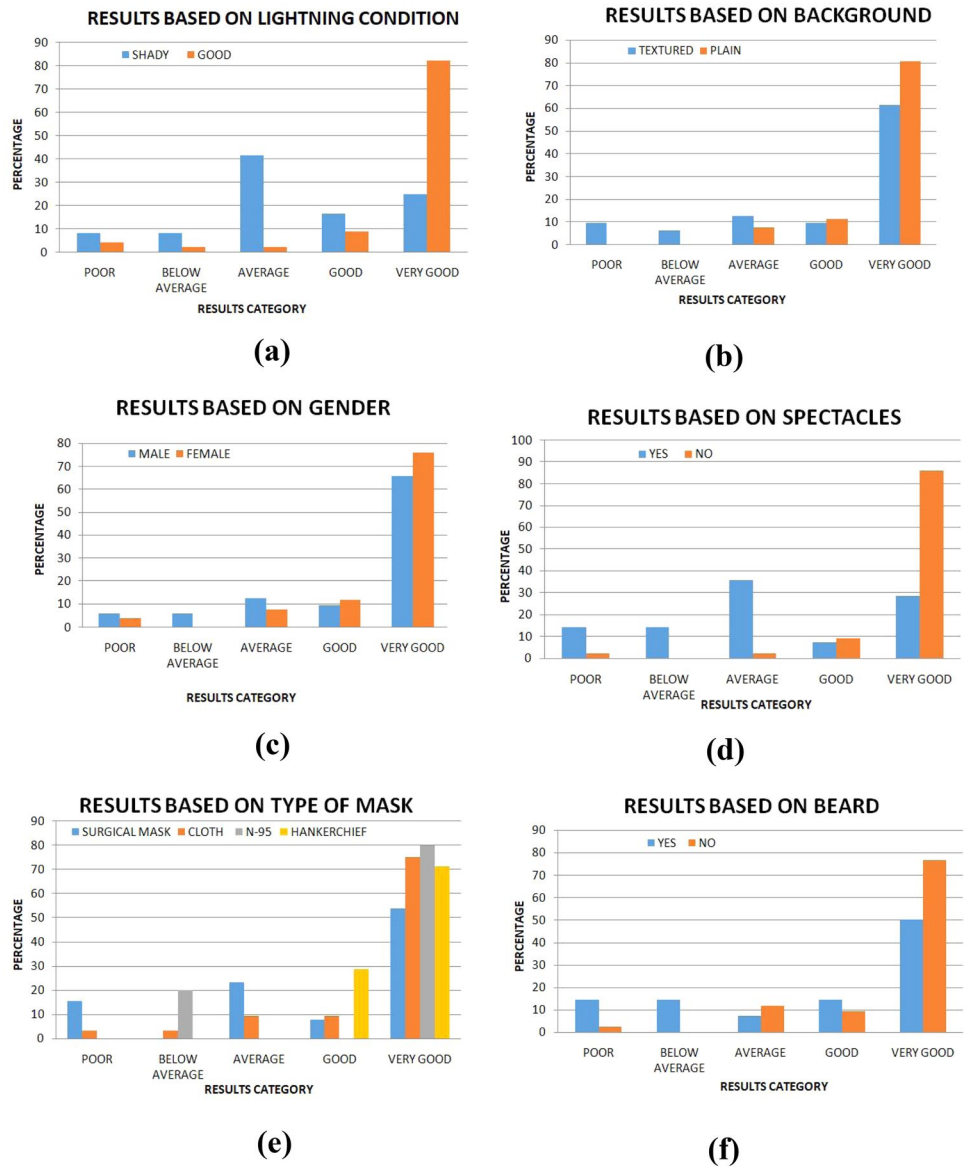 RESULTS BASED ON LIGHTNING CONDITION
SHADY GOOD
PERCENTAGE
90
80
70
60
50
40
30
20
10
0
POOR BELOW AVERAGE AVERAGE GOOD VERY GOOD
RESULTS CATEGORY
(a)
RESULTS BASED ON BACKGROUND
TEXTURED PLAIN
PERCENTAGE
90
80
70
60
50
40
30
20
10
0
POOR BELOW AVERAGE AVERAGE GOOD VERY GOOD
RESULTS CATEGORY
(b)
RESULTS BASED ON GENDER
MALE FEMALE
PERCENTAGE
80
70
60
50
40
30
20
10
0
POOR BELOW AVERAGE AVERAGE GOOD VERY GOOD
RESULTS CATEGORY
(c)
RESULTS BASED ON SPECTACLES
YES NO
PERCENTAGE
100
90
80
70
60
50
40
30
20
10
0
POOR BELOW AVERAGE AVERAGE GOOD VERY GOOD
RESULTS CATEGORY
(d)
RESULTS BASED ON TYPE OF MASK
SURGICAL MASK CLOTH N-95 HANKERCHIEF
PERCENTAGE
90
80
70
60
50
40
30
20
10
0
POOR BELOW AVERAGE AVERAGE GOOD VERY GOOD
RESULTS CATEGORY
(e)
RESULTS BASED ON BEARD
YES NO
PERCENTAGE
90
80
70
60
50
40
30
20
10
0
POOR BELOW AVERAGE AVERAGE GOOD VERY GOOD
RESULTS CATEGORY
(f)